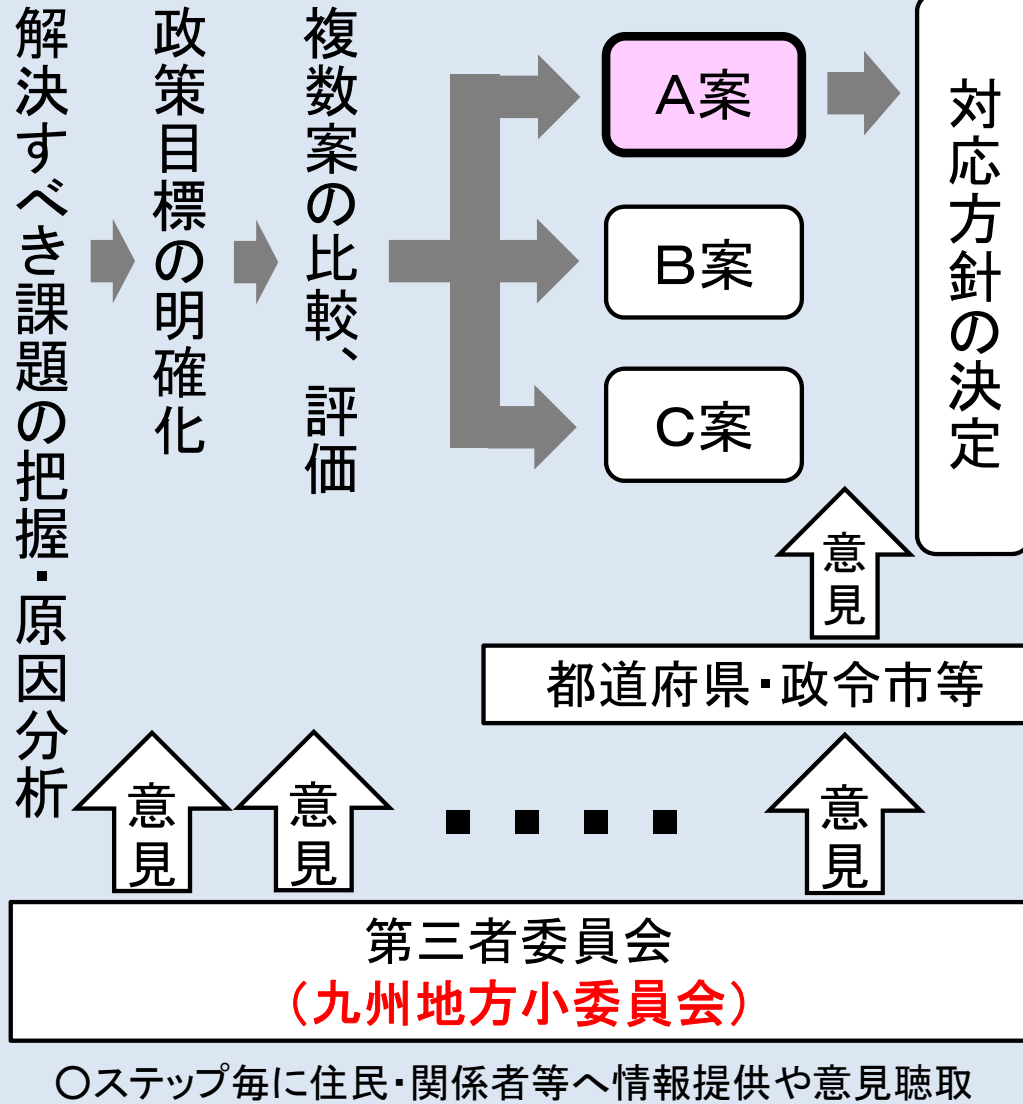 解決すべき課題の把握・原因分析
政策目標の明確化
複数案の比較、評価
A案
B案
C案
対応方針の決定
意見
都道府県・政令市等
意見
意見
意見
第三者委員会
（九州地方小委員会）
○ステップ毎に住民・関係者等へ情報提供や意見聴取